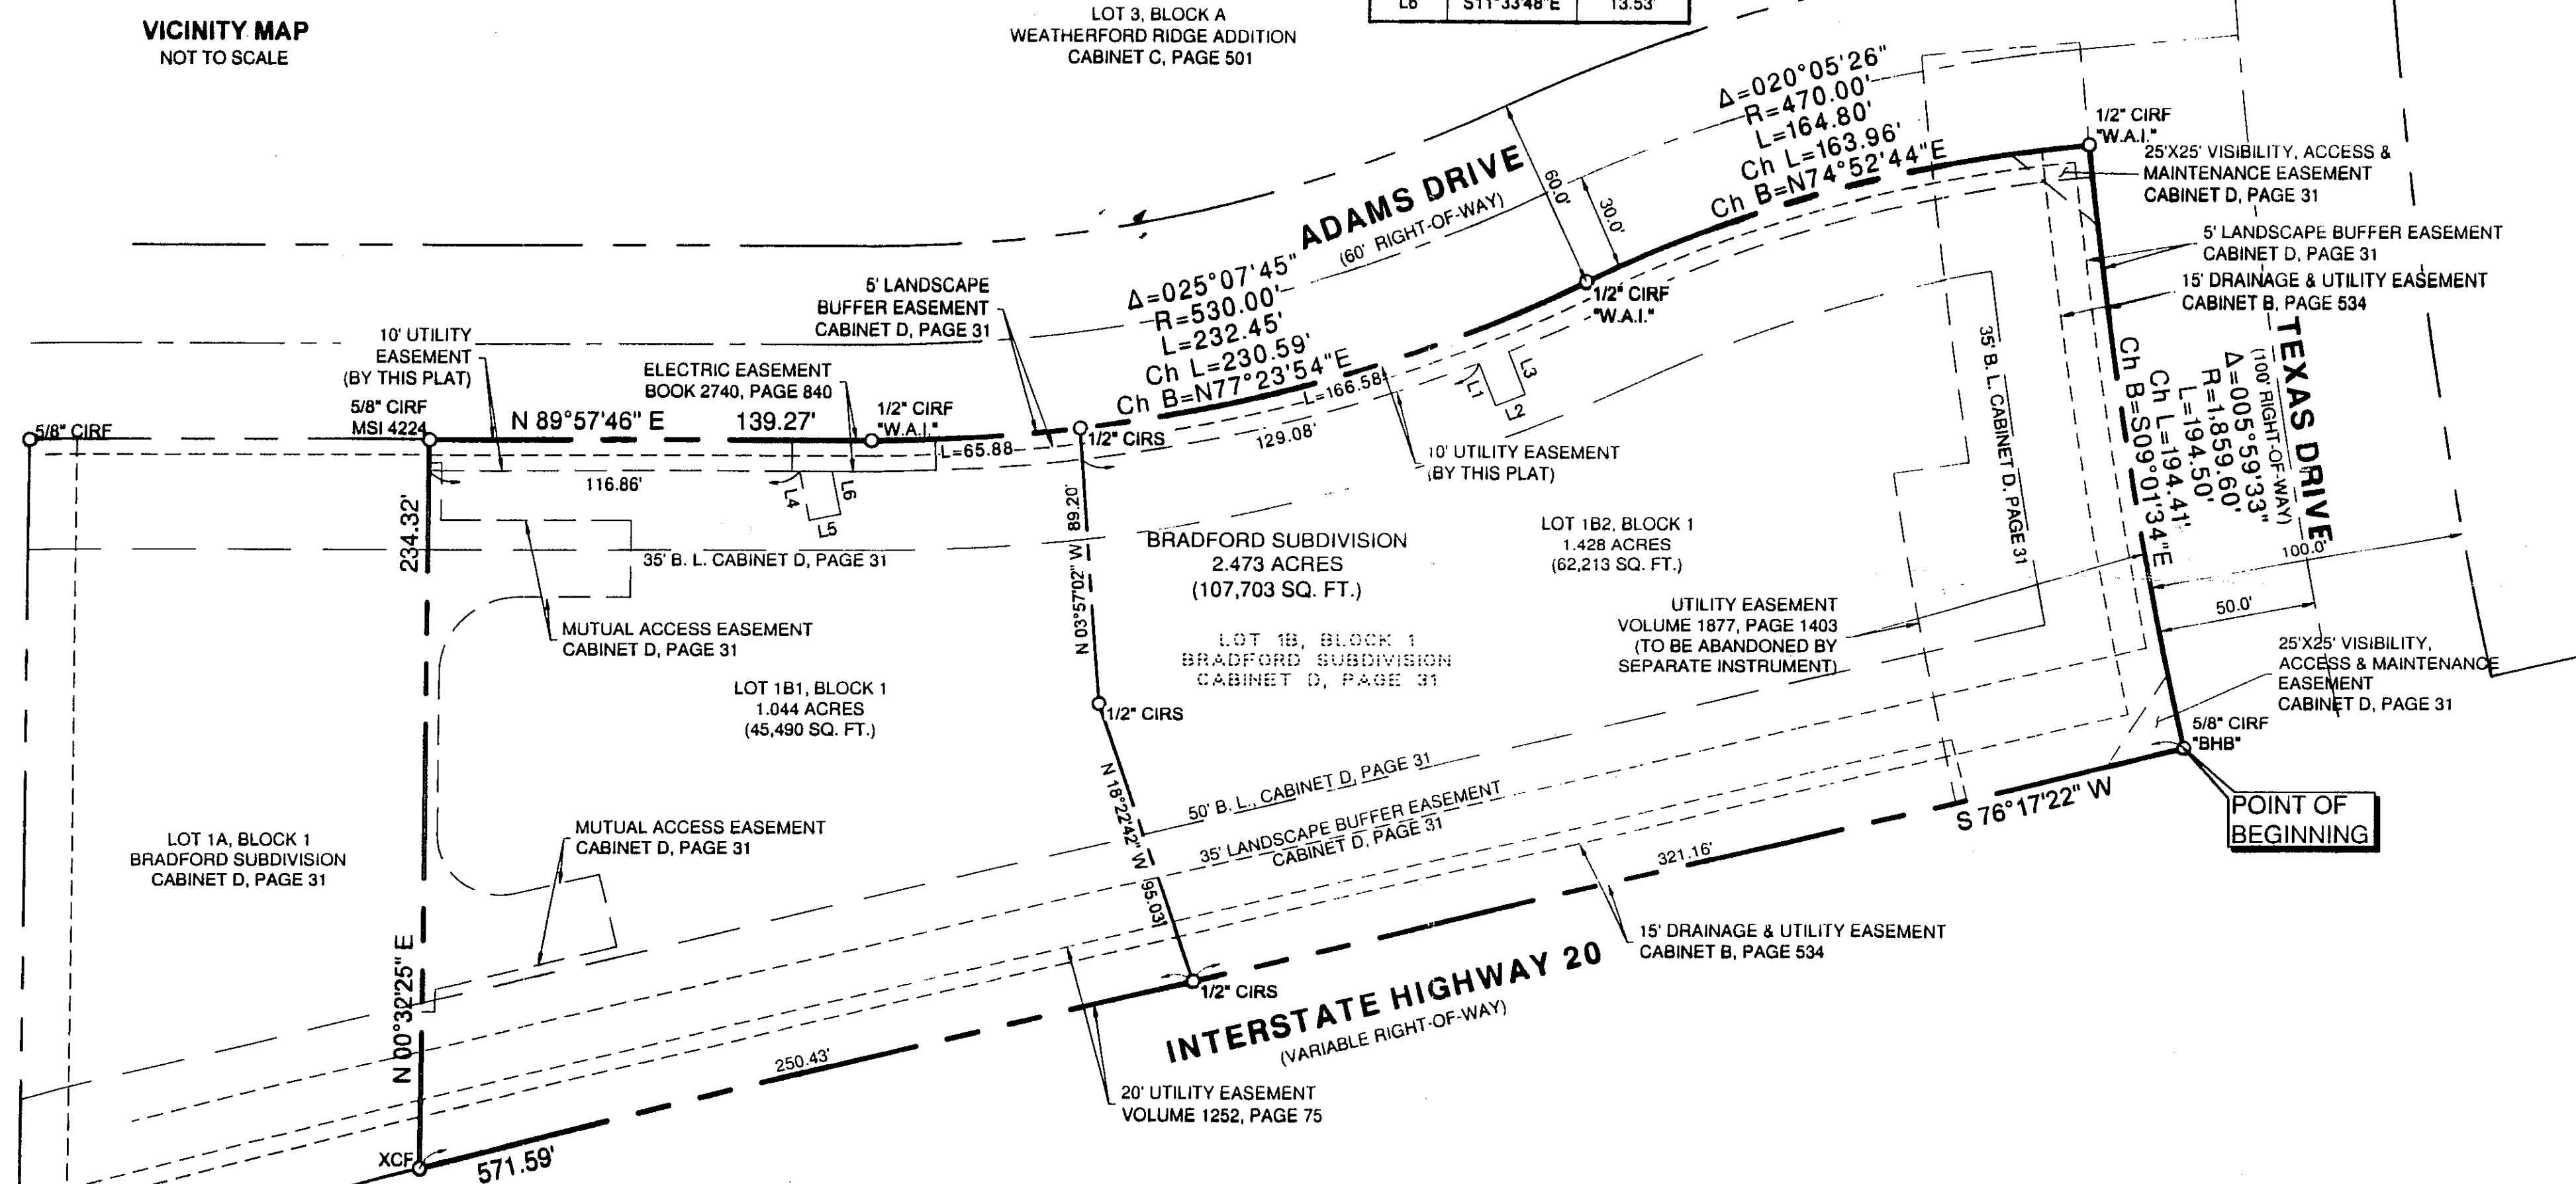 VICINITY MAP
NOT TO SCALE
LOT 3, BLOCK A
WEATHERFORD RIDGE ADDITION
CABINET C, PAGE 501
L6 S11°33'48"E 13.53'
Δ=020°05'26"
R=470.00'
L=164.80'
Ch L=163.96'
Ch B=N74°52'44"E
1/2" CIRF
"W.A.I."
25'X25' VISIBILITY, ACCESS &
MAINTENANCE EASEMENT
CABINET D, PAGE 31
5' LANDSCAPE BUFFER EASEMENT
CABINET D, PAGE 31
15' DRAINAGE & UTILITY EASEMENT
CABINET B, PAGE 534
ADAMS DRIVE
(60' RIGHT-OF-WAY)
60.0'
30.0'
1/2" CIRF
"W.A.I."
Δ=025°07'45"
R=530.00'
L=232.45'
Ch L=230.59'
Ch B=N77°23'54"E
L=166.58'
5' LANDSCAPE
BUFFER EASEMENT
CABINET D, PAGE 31
10' UTILITY
EASEMENT
(BY THIS PLAT)
ELECTRIC EASEMENT
BOOK 2740, PAGE 840
5/8" CIRF
5/8" CIRF
MSI 4224
N 89°57'46" E 139.27'
1/2" CIRF
"W.A.I."
1/2" CIRS
L=65.88
129.08'
116.86'
L4
L5
L6
L1
L2
L3
10' UTILITY EASEMENT
(BY THIS PLAT)
TEXAS DRIVE
(100' RIGHT-OF-WAY)
Δ=005°59'33"
R=1,859.60'
L=194.50'
Ch L=194.41'
Ch B=S09°01'34"E
100.0'
50.0'
35' B. L. CABINET D, PAGE 31
234.32'
N 00°32'25" E
35' B. L. CABINET D, PAGE 31
MUTUAL ACCESS EASEMENT
CABINET D, PAGE 31
N 03°57'02" W 89.20'
BRADFORD SUBDIVISION
2.473 ACRES
(107,703 SQ. FT.)
LOT 1B, BLOCK 1
BRADFORD SUBDIVISION
CABINET D, PAGE 31
LOT 1B2, BLOCK 1
1.428 ACRES
(62,213 SQ. FT.)
UTILITY EASEMENT
VOLUME 1877, PAGE 1403
(TO BE ABANDONED BY
SEPARATE INSTRUMENT)
25'X25' VISIBILITY,
ACCESS & MAINTENANCE
EASEMENT
CABINET D, PAGE 31
5/8" CIRF
"BHB"
POINT OF
BEGINNING
LOT 1B1, BLOCK 1
1.044 ACRES
(45,490 SQ. FT.)
1/2" CIRS
N 18°22'42" W 95.03'
50' B. L., CABINET D, PAGE 31
35' LANDSCAPE BUFFER EASEMENT
CABINET D, PAGE 31
S 76°17'22" W
321.16'
LOT 1A, BLOCK 1
BRADFORD SUBDIVISION
CABINET D, PAGE 31
MUTUAL ACCESS EASEMENT
CABINET D, PAGE 31
15' DRAINAGE & UTILITY EASEMENT
CABINET B, PAGE 534
1/2" CIRS
INTERSTATE HIGHWAY 20
(VARIABLE RIGHT-OF-WAY)
250.43'
20' UTILITY EASEMENT
VOLUME 1252, PAGE 75
XCF
571.59'